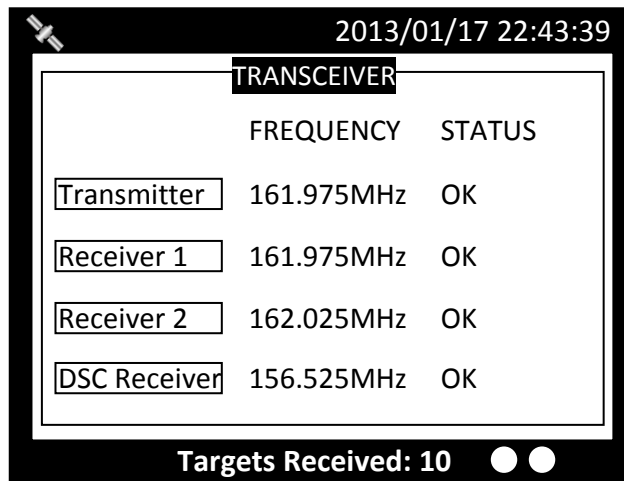 2013/01/17 22:43:39
TRANSCEIVER
FREQUENCY STATUS
Transmitter 161.975MHz OK
Receiver 1 161.975MHz OK
Receiver 2 162.025MHz OK
DSC Receiver 156.525MHz OK
Targets Received: 10